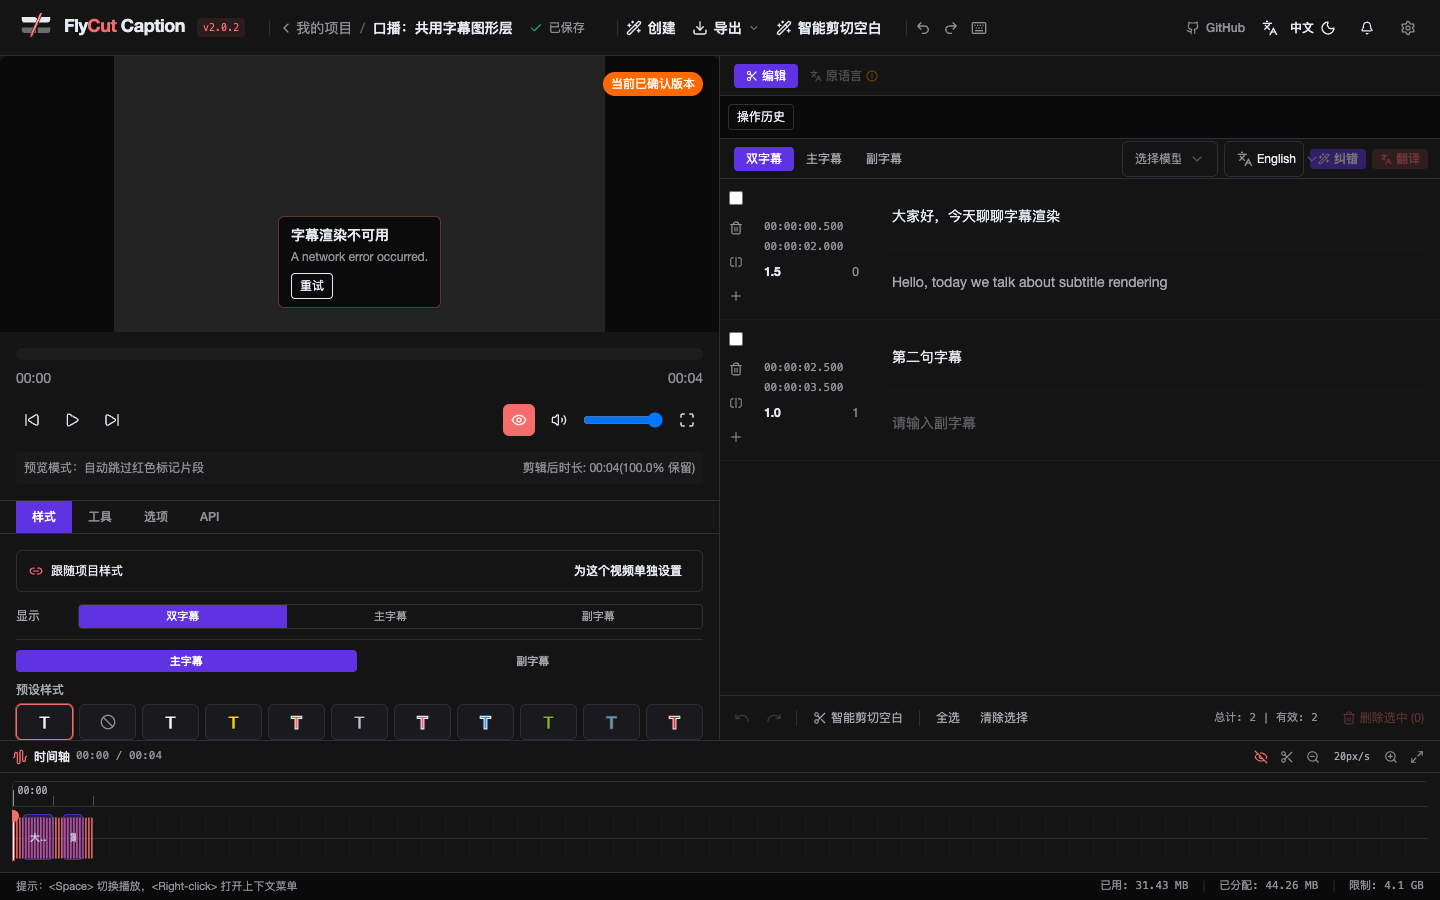 FlyCut Caption v2.0.2
我的项目 / 口播：共用字幕图形层 已保存
创建 导出 智能剪切空白
GitHub 中文
当前已确认版本
字幕渲染不可用
A network error occurred.
重试
00:00 00:04
预览模式：自动跳过红色标记片段 剪辑后时长: 00:04(100.0% 保留)
样式 工具 选项 API
跟随项目样式 为这个视频单独设置
显示 双字幕 主字幕 副字幕
主字幕 副字幕
预设样式
T T T T T T T T T T
编辑 原语言
操作历史
双字幕 主字幕 副字幕 选择模型 English 纠错 翻译
00:00:00.500
00:00:02.000
1.5 0
大家好，今天聊聊字幕渲染
Hello, today we talk about subtitle rendering
00:00:02.500
00:00:03.500
1.0 1
第二句字幕
请输入副字幕
智能剪切空白 全选 清除选择 总计: 2 | 有效: 2 删除选中 (0)
时间轴 00:00 / 00:04 20px/s
00:00
大..
提示：<Space> 切换播放，<Right-click> 打开上下文菜单 已用: 31.43 MB 已分配: 44.26 MB 限制: 4.1 GB